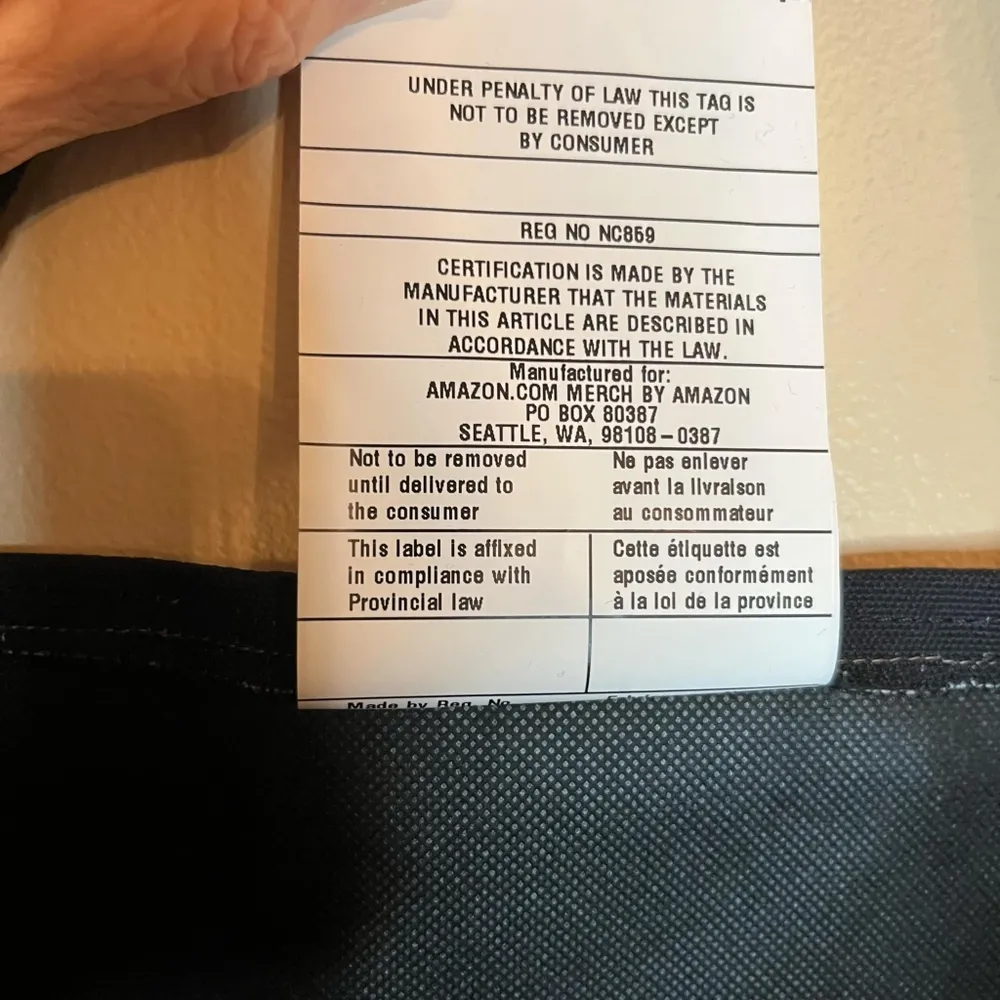 UNDER PENALTY OF LAW THIS TAG IS
NOT TO BE REMOVED EXCEPT
BY CONSUMER
REG NO NC859
CERTIFICATION IS MADE BY THE
MANUFACTURER THAT THE MATERIALS
IN THIS ARTICLE ARE DESCRIBED IN
ACCORDANCE WITH THE LAW.
Manufactured for:
AMAZON.COM MERCH BY AMAZON
PO BOX 80387
SEATTLE, WA, 98108-0387
Not to be removed
until delivered to
the consumer
Ne pas enlever
avant la livraison
au consommateur
This label is affixed
in compliance with
Provincial law
Cette étiquette est
aposée conformément
à la loi de la province
Made by Reg. No.